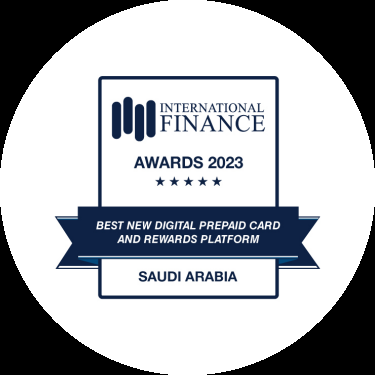 INTERNATIONAL
FINANCE
AWARDS 2023
★★★★★
BEST NEW DIGITAL PREPAID CARD
AND REWARDS PLATFORM
SAUDI ARABIA